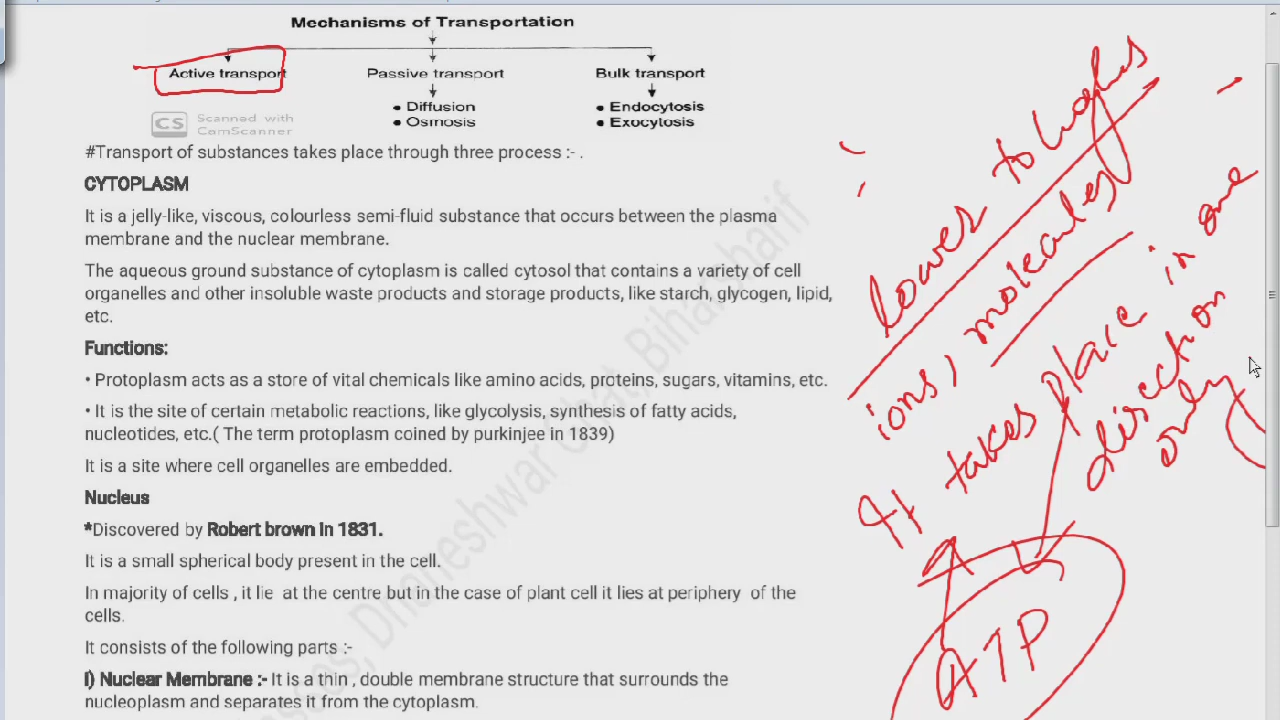 Mechanisms of Transportation
Active transport Passive transport Bulk transport
• Diffusion • Endocytosis
• Osmosis • Exocytosis
CS Scanned with
CamScanner
#Transport of substances takes place through three process :- .
CYTOPLASM
It is a jelly-like, viscous, colourless semi-fluid substance that occurs between the plasma
membrane and the nuclear membrane.
The aqueous ground substance of cytoplasm is called cytosol that contains a variety of cell
organelles and other insoluble waste products and storage products, like starch, glycogen, lipid,
etc.
Functions:
• Protoplasm acts as a store of vital chemicals like amino acids, proteins, sugars, vitamins, etc.
• It is the site of certain metabolic reactions, like glycolysis, synthesis of fatty acids,
nucleotides, etc.( The term protoplasm coined by purkinjee in 1839)
It is a site where cell organelles are embedded.
Nucleus
*Discovered by Robert brown in 1831.
It is a small spherical body present in the cell.
In majority of cells , it lie at the centre but in the case of plant cell it lies at periphery of the
cells.
It consists of the following parts :-
I) Nuclear Membrane :- It is a thin , double membrane structure that surrounds the
nucleoplasm and separates it from the cytoplasm.
lower to higher
ions, molecules
It takes place in one
direction
only
ATP
Classes, Dhaneshwar Ghat, Biharsharif